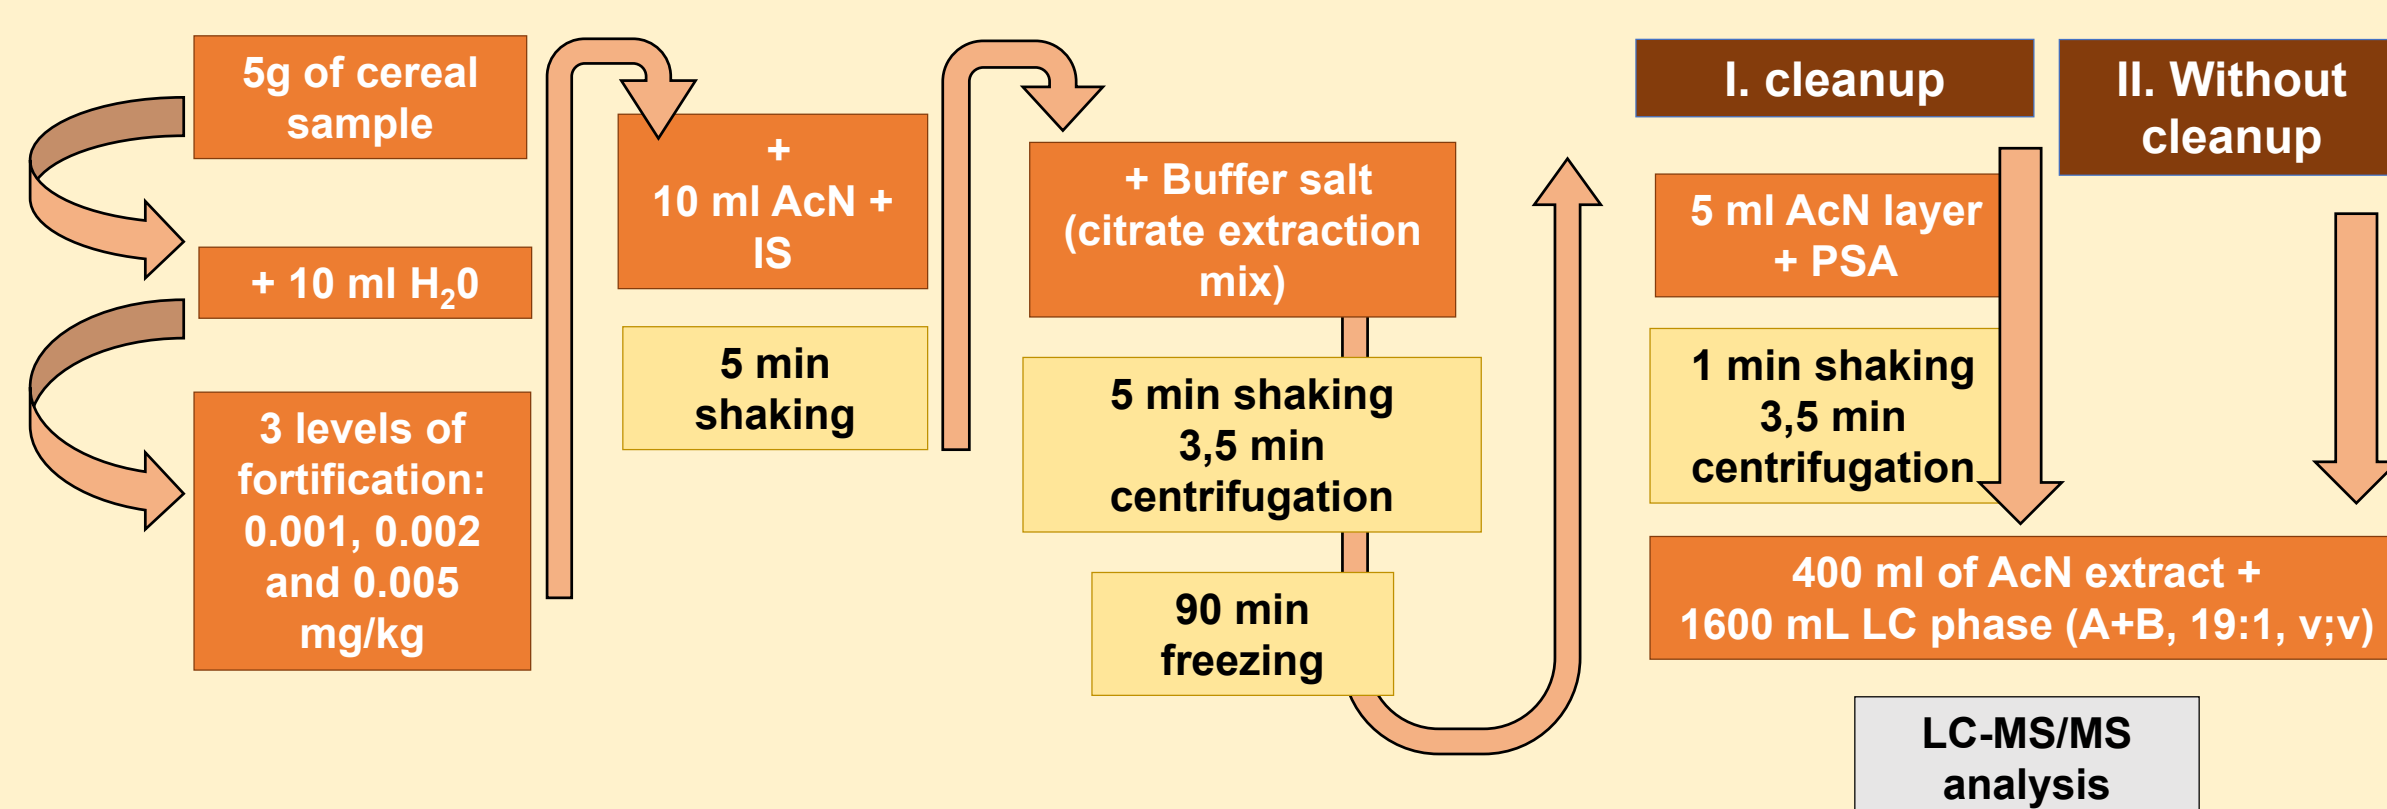 5g of cereal
sample
+ 10 ml H₂0
3 levels of
fortification:
0.001, 0.002
and 0.005
mg/kg
+
10 ml AcN +
IS
5 min
shaking
+ Buffer salt
(citrate extraction
mix)
5 min shaking
3,5 min
centrifugation
90 min
freezing
I. cleanup
5 ml AcN layer
+ PSA
1 min shaking
3,5 min
centrifugation
II. Without
cleanup
400 ml of AcN extract +
1600 mL LC phase (A+B, 19:1, v;v)
LC-MS/MS
analysis